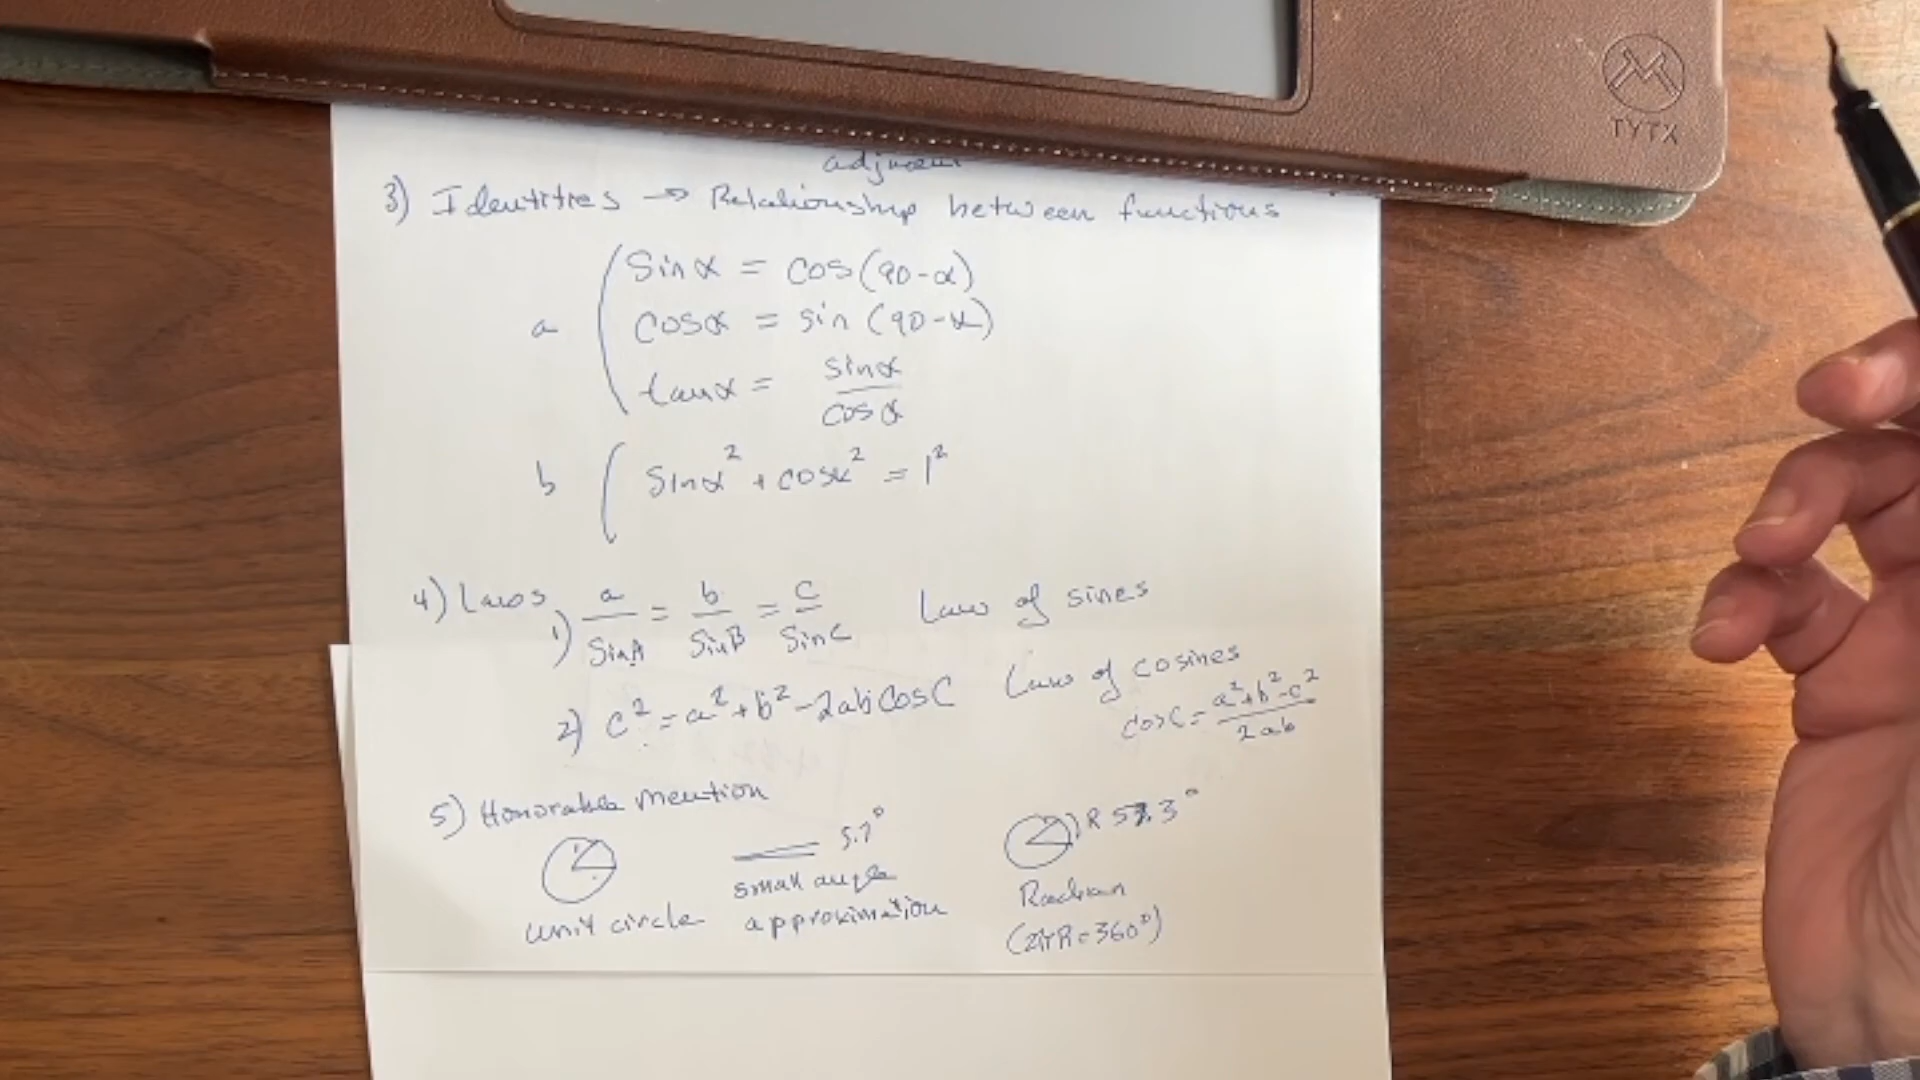 TYTX
adjacent
3) Identities → Relationship between functions
a
Sin α = cos(90-α)
cos α = sin(90-α)
tan α = sin α / cos α
b
Sin α² + cos α² = 1²
4) Laws
1) a/SinA = b/SinB = c/SinC Law of sines
2) c² = a² + b² - 2ab CosC Law of cosines
cosC = a²+b²-c² / 2ab
5) Honorable mention
1 5.7° R 57.3°
unit circle small angle approximation Radian
(2πR = 360°)